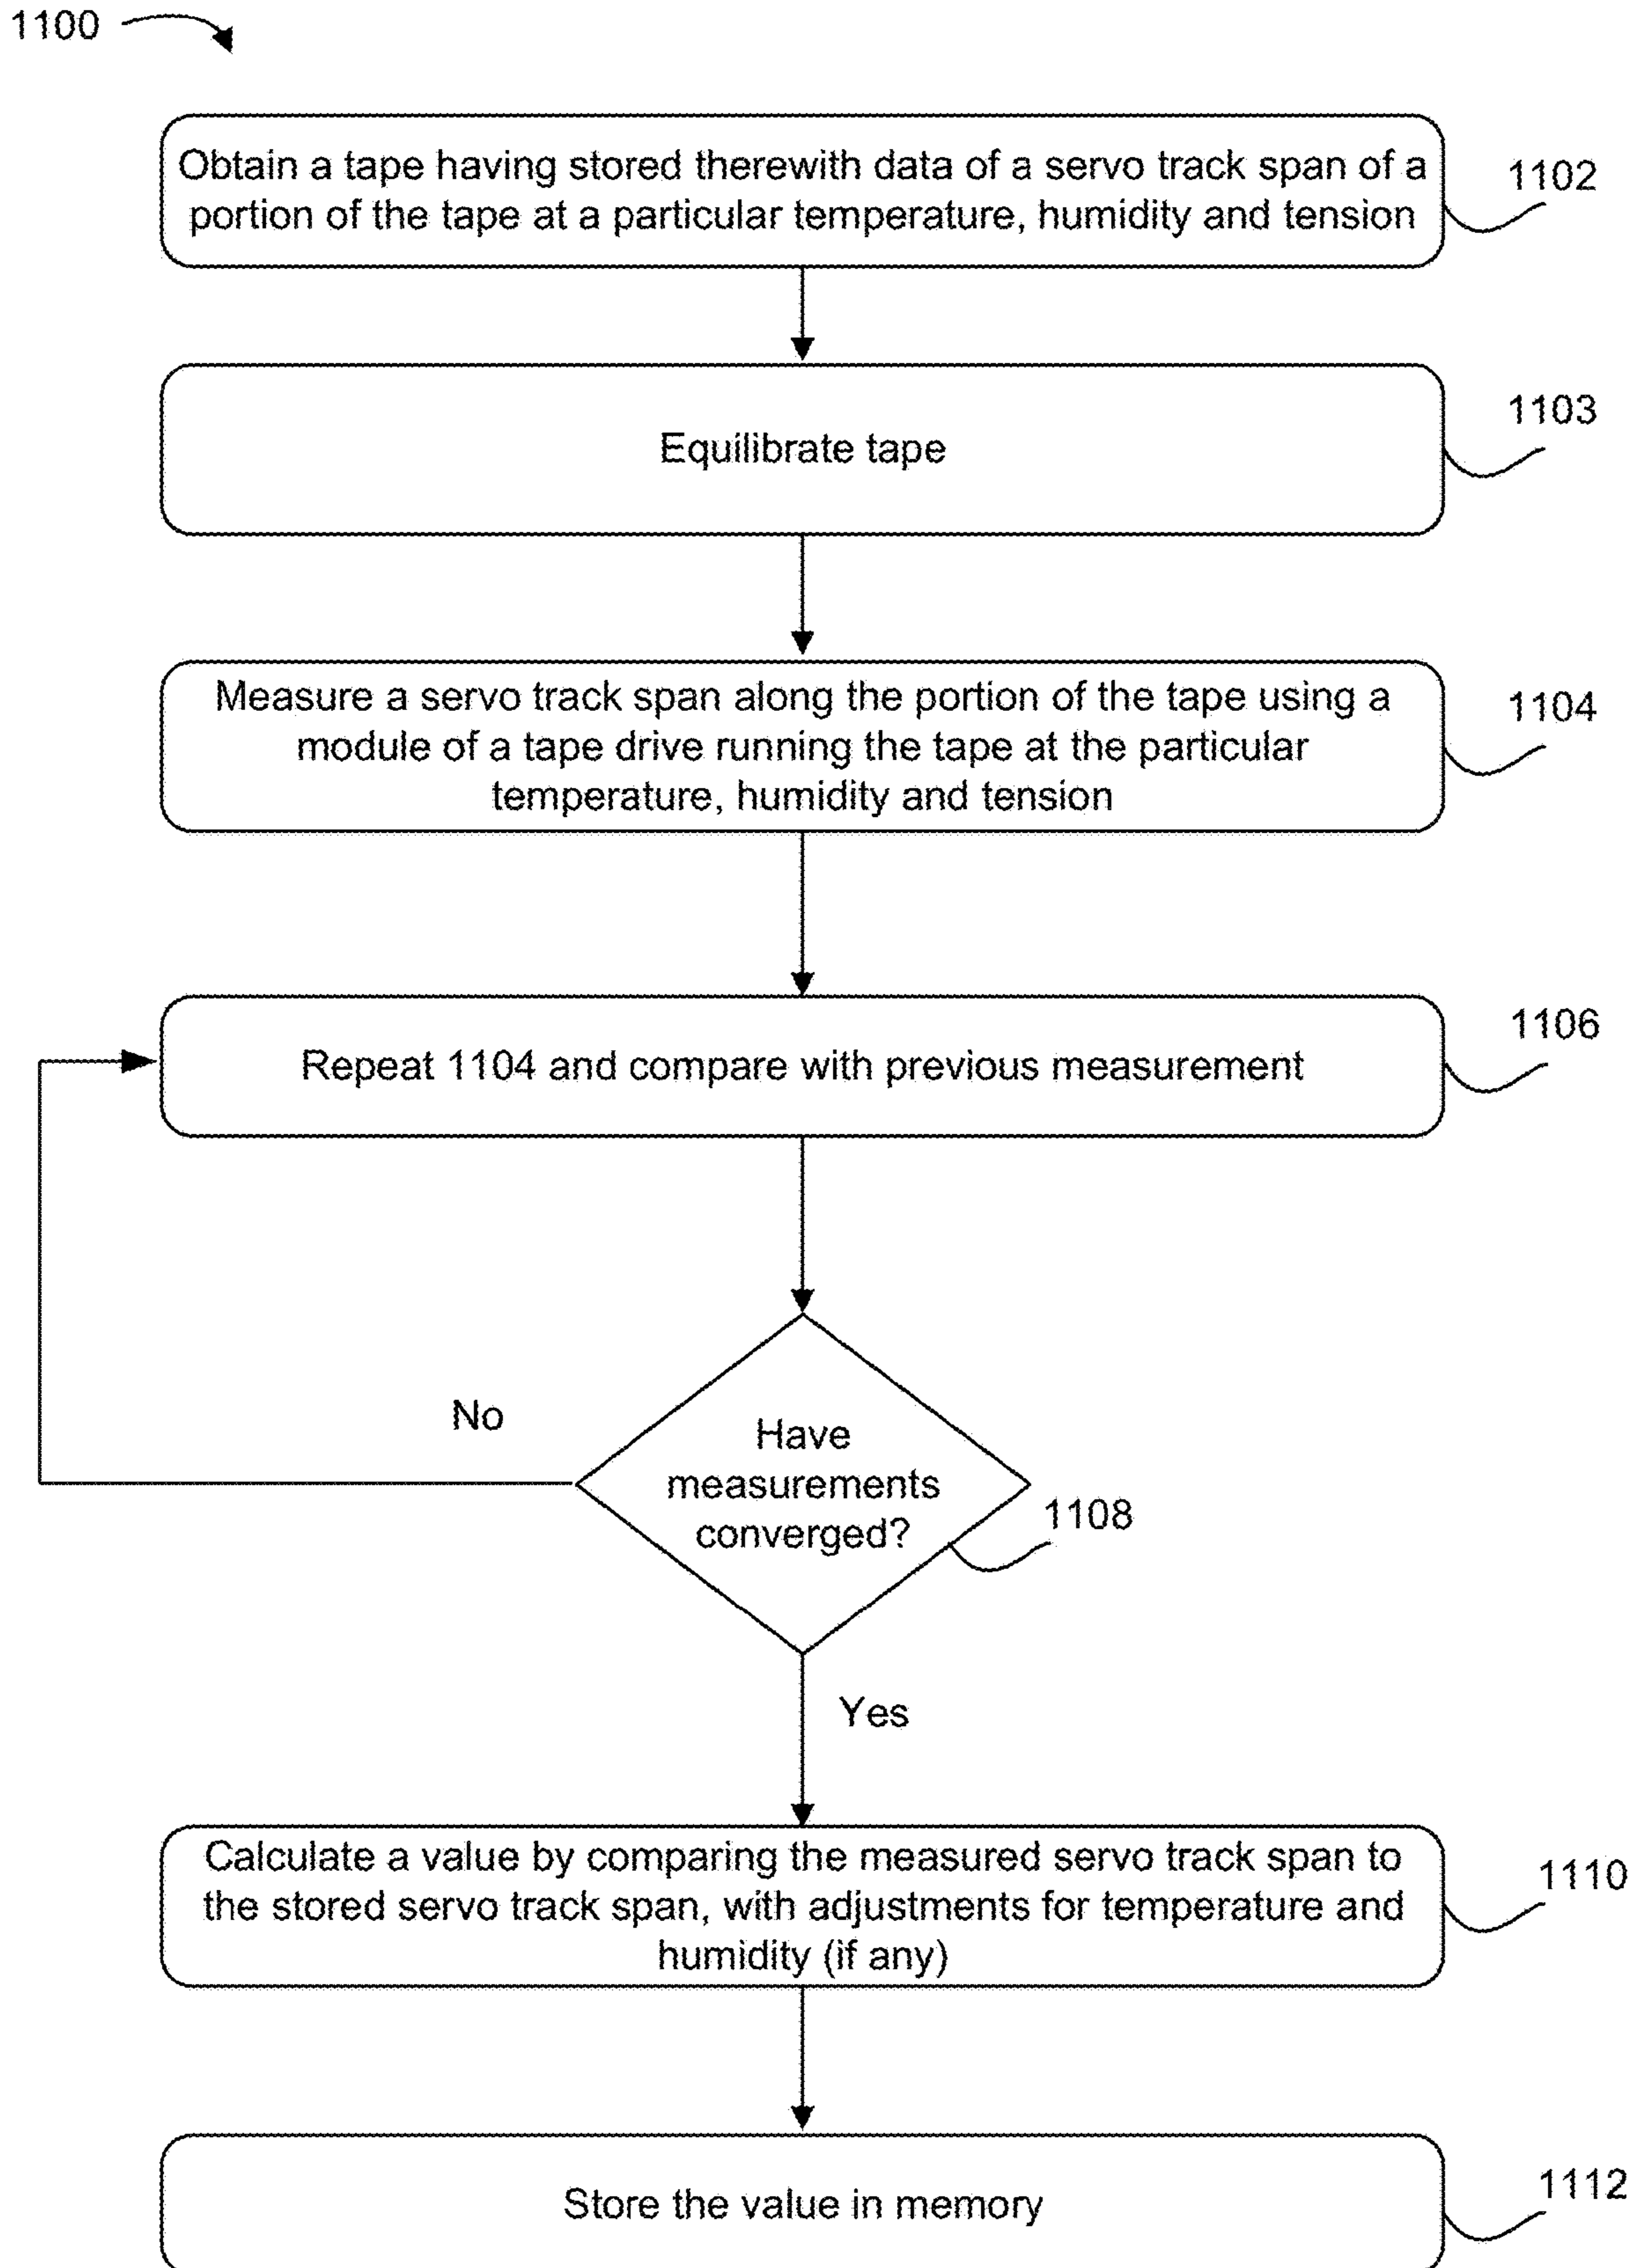 1100
Obtain a tape having stored therewith data of a servo track span of a
portion of the tape at a particular temperature, humidity and tension
1102
Equilibrate tape
1103
Measure a servo track span along the portion of the tape using a
module of a tape drive running the tape at the particular
temperature, humidity and tension
1104
Repeat 1104 and compare with previous measurement
1106
No
Have
measurements
converged?
1108
Yes
Calculate a value by comparing the measured servo track span to
the stored servo track span, with adjustments for temperature and
humidity (if any)
1110
Store the value in memory
1112